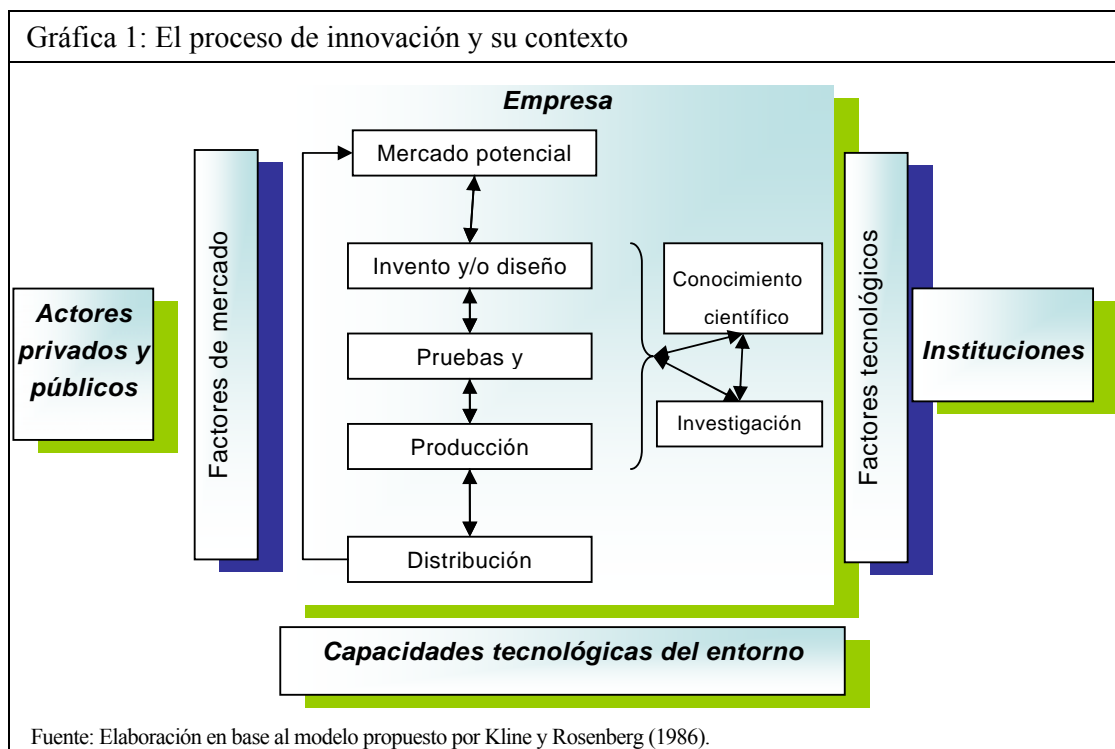 Gráfica 1: El proceso de innovación y su contexto
Empresa
Mercado potencial
Invento y/o diseño
Pruebas y
Producción
Distribución
Conocimiento
científico
Investigación
Actores
privados y
públicos
Factores de mercado
Factores tecnológicos
Instituciones
Capacidades tecnológicas del entorno
Fuente: Elaboración en base al modelo propuesto por Kline y Rosenberg (1986).